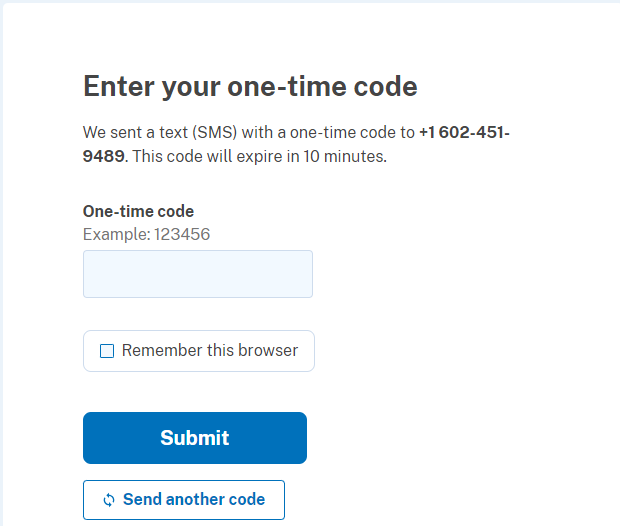 Enter your one-time code
We sent a text (SMS) with a one-time code to +1 602-451-
9489. This code will expire in 10 minutes.
One-time code
Example: 123456
Remember this browser
Submit
Send another code